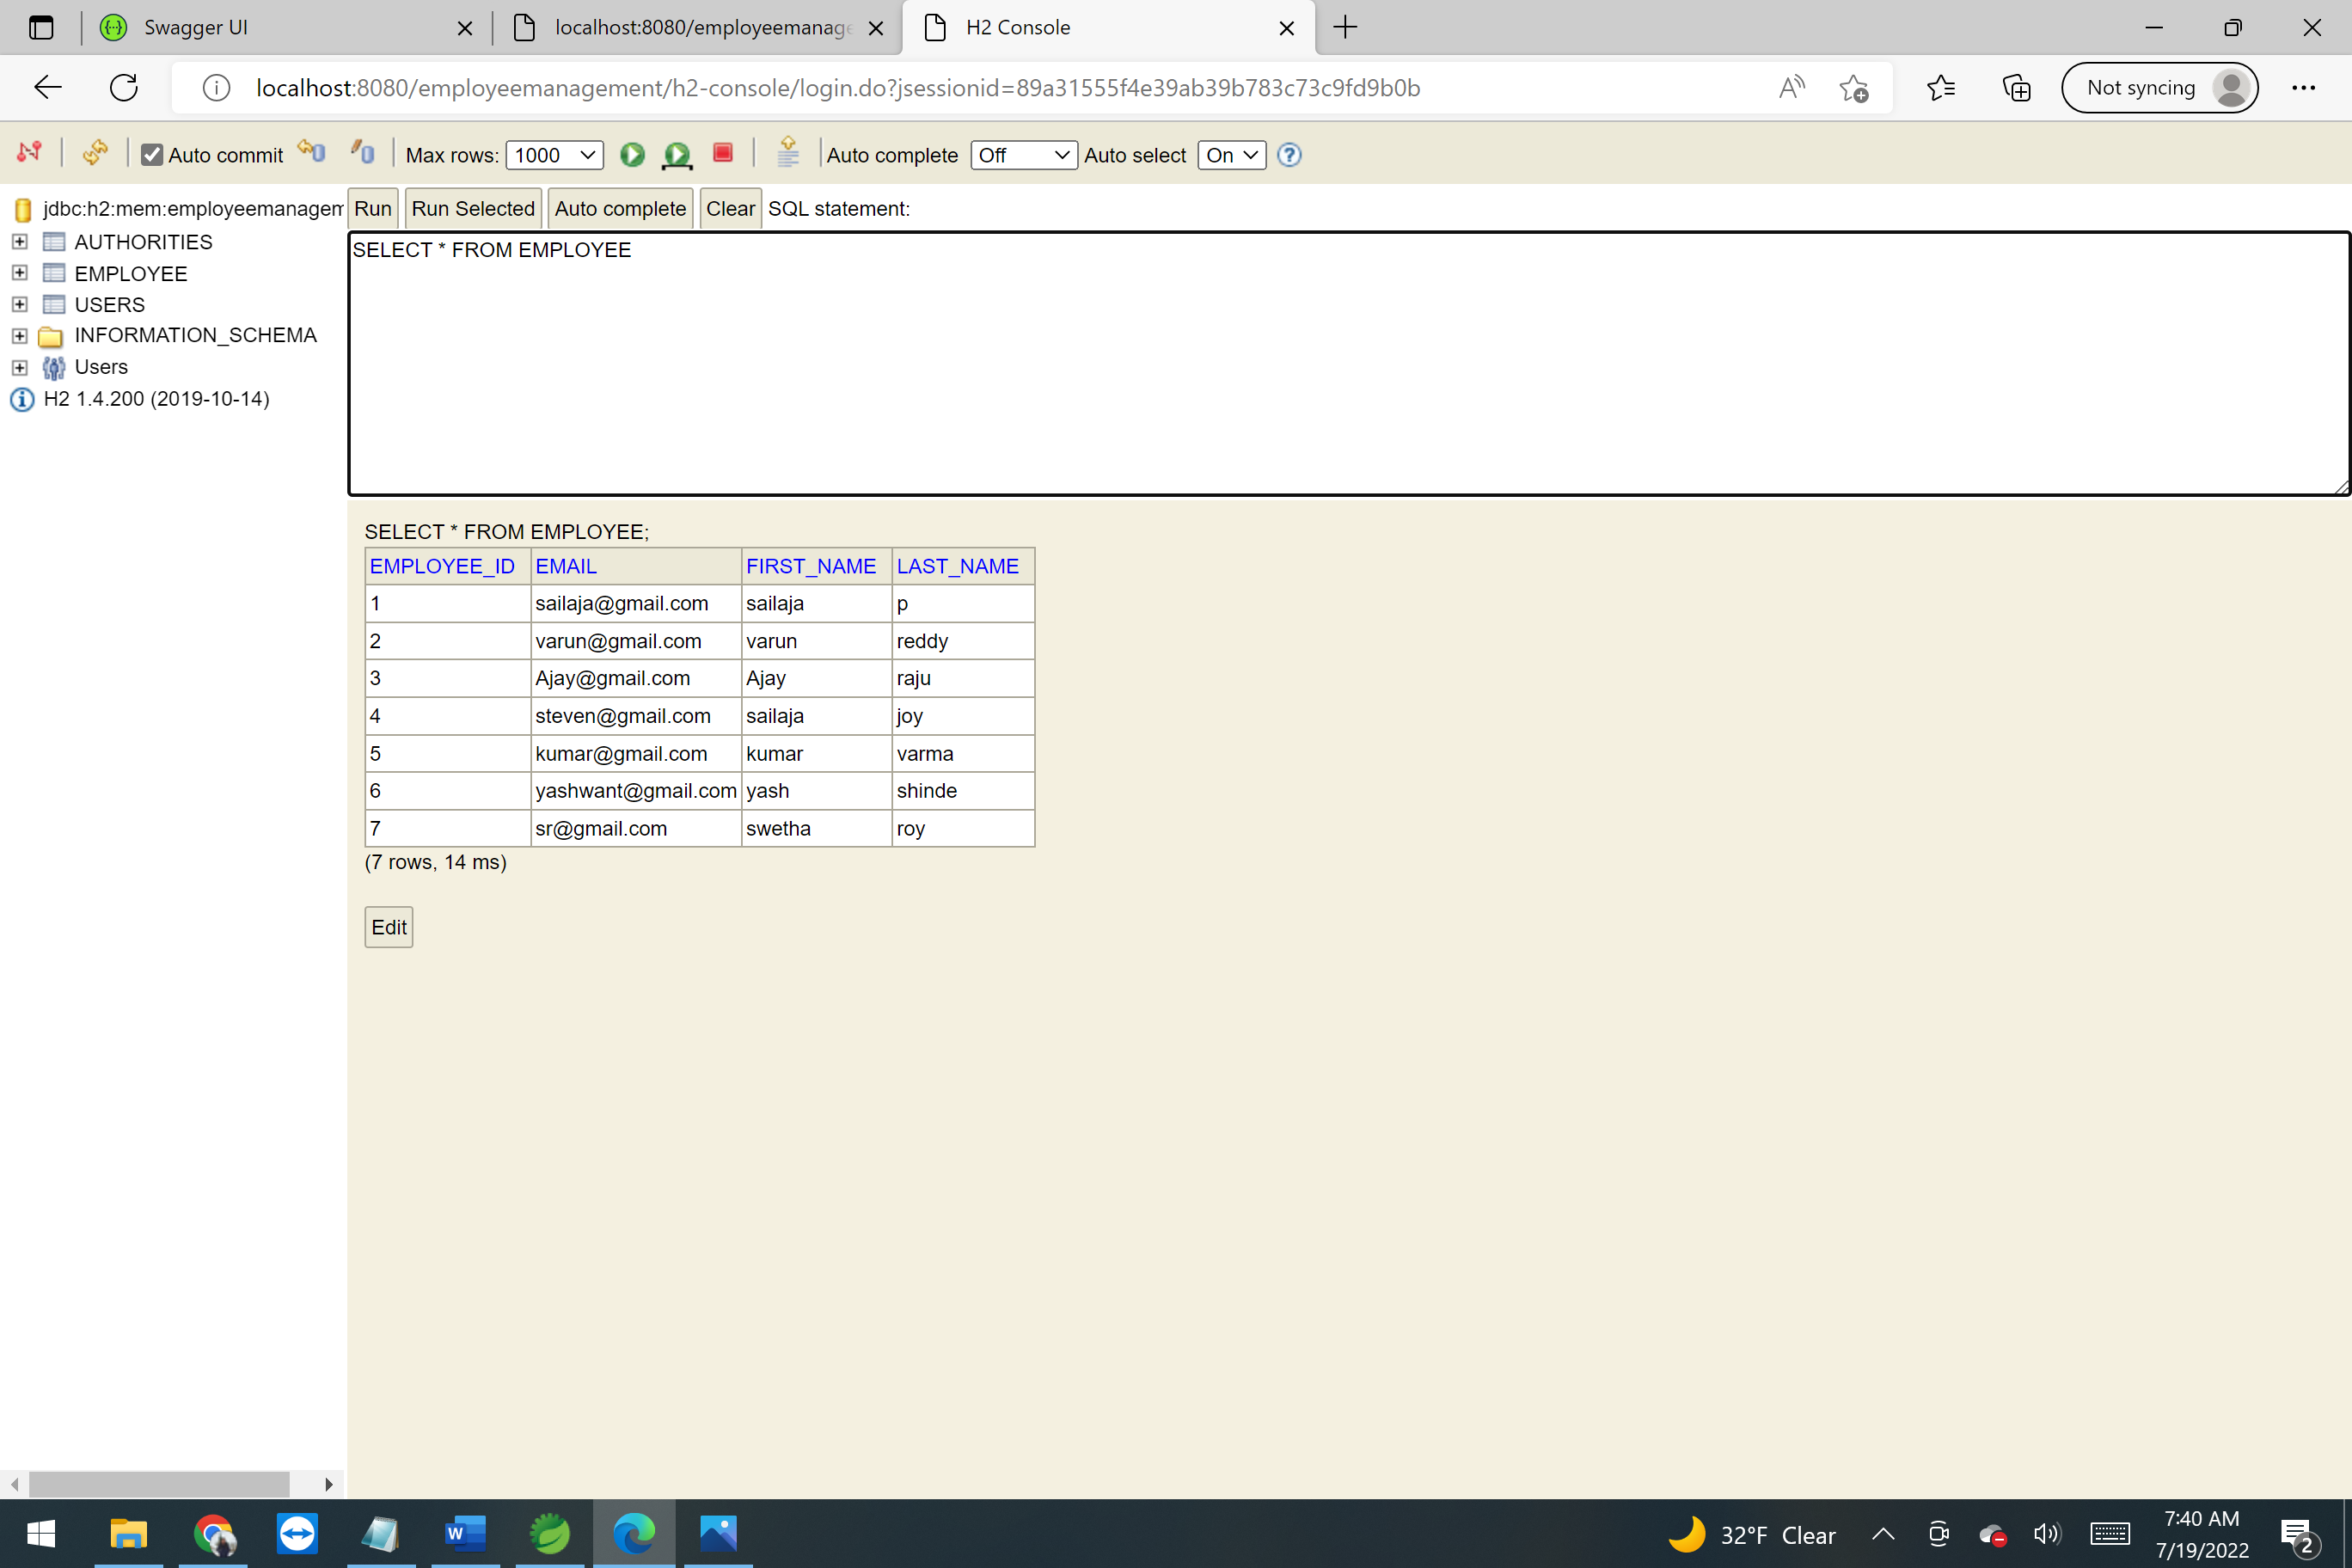 Swagger UI
localhost:8080/employeemanage
H2 Console
localhost:8080/employeemanagement/h2-console/login.do?jsessionid=89a31555f4e39ab39b783c73c9fd9b0b
Not syncing
Auto commit
Max rows: 1000
Auto complete Off
Auto select On
jdbc:h2:mem:employeemanagem
AUTHORITIES
EMPLOYEE
USERS
INFORMATION_SCHEMA
Users
H2 1.4.200 (2019-10-14)
Run Run Selected Auto complete Clear SQL statement:
SELECT * FROM EMPLOYEE
SELECT * FROM EMPLOYEE;
EMPLOYEE_ID EMAIL FIRST_NAME LAST_NAME
1 sailaja@gmail.com sailaja p
2 varun@gmail.com varun reddy
3 Ajay@gmail.com Ajay raju
4 steven@gmail.com sailaja joy
5 kumar@gmail.com kumar varma
6 yashwant@gmail.com yash shinde
7 sr@gmail.com swetha roy
(7 rows, 14 ms)
Edit
32°F Clear
7:40 AM
7/19/2022
2